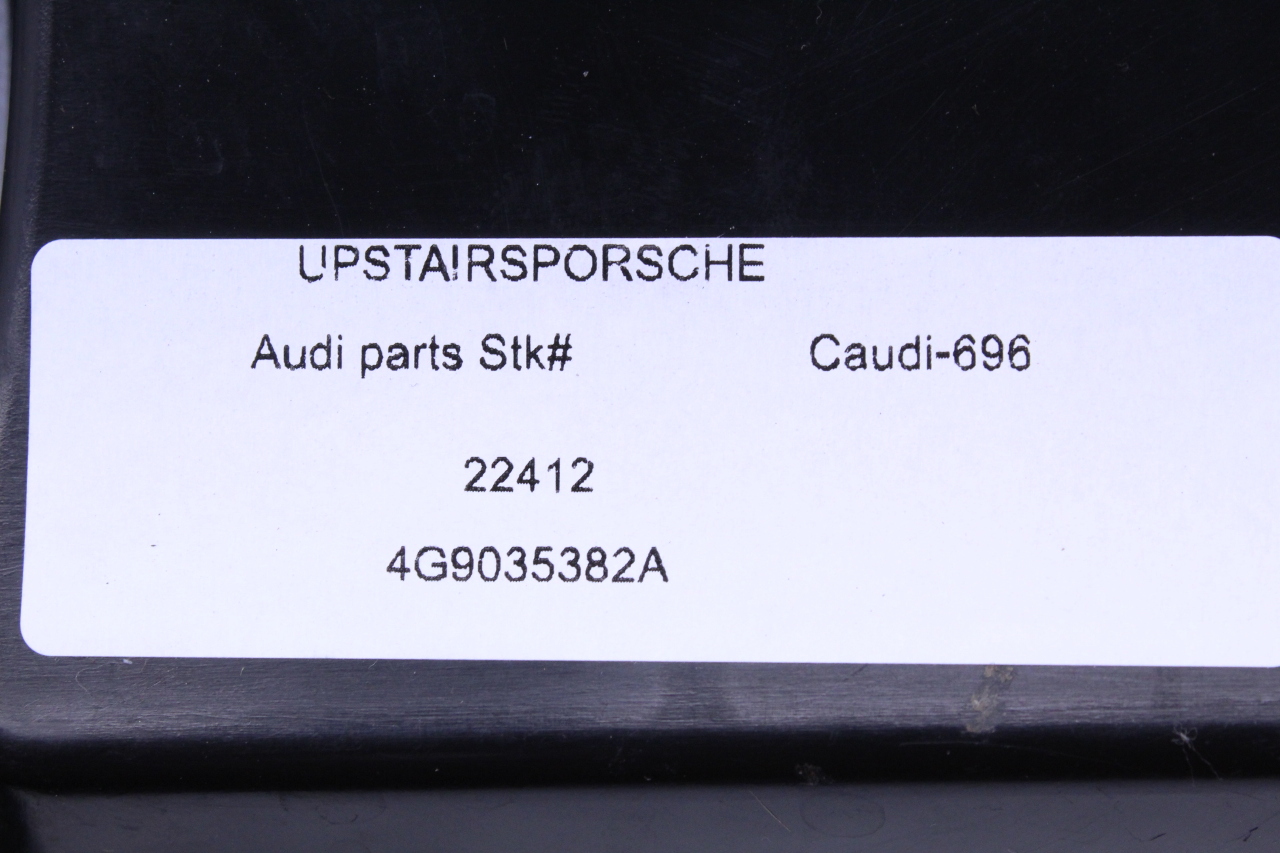 UPSTAIRSPORSCHE
Audi parts Stk# Caudi-696
22412
4G9035382A